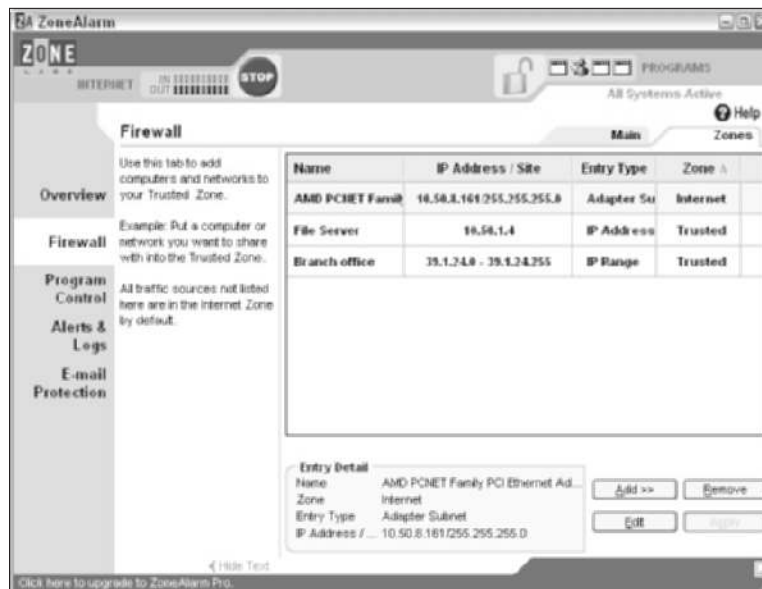 ZA ZoneAlarm
ZONE
LABS
INTERNET
IN
OUT
STOP
PROGRAMS
All Systems Active
Help
Firewall
Main
Zones
Overview
Firewall
Program
Control
Alerts &
Logs
E-mail
Protection
Use this tab to add
computers and networks to
your Trusted Zone.
Example: Put a computer or
network you want to share
with into the Trusted Zone.
All traffic sources not listed
here are in the Internet Zone
by default.
Name IP Address / Site Entry Type Zone
AMD PCNET Famil 10.50.8.161/255.255.255.0 Adapter Su Internet
File Server 10.50.1.4 IP Address Trusted
Branch office 39.1.24.0 - 39.1.24.255 IP Range Trusted
Entry Detail
Name AMD PCNET Family PCI Ethernet Ad...
Zone Internet
Entry Type Adapter Subnet
IP Address / ... 10.50.8.161/255.255.255.0
Add >>
Remove
Edit
Apply
Hide Text
Click here to upgrade to ZoneAlarm Pro.